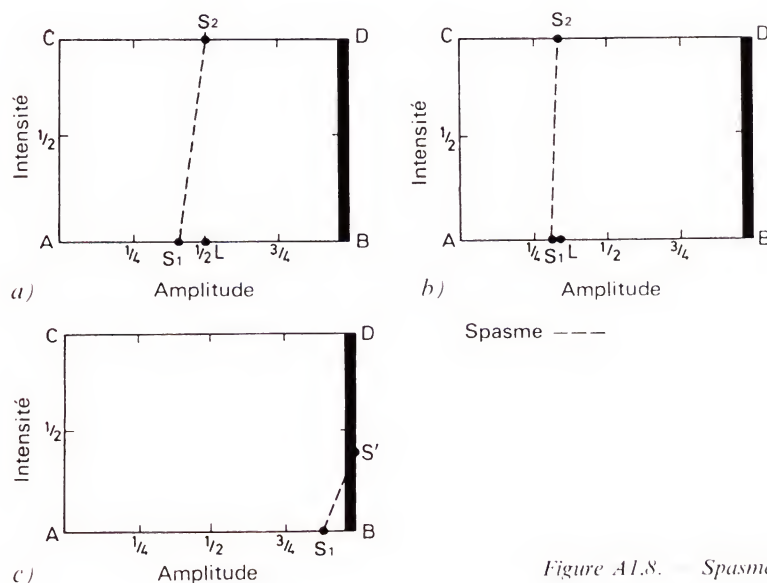 S2
C D
Intensité
1/2
A 1/4 S1 1/2 L 3/4 B
a) Amplitude
S2
C D
Intensité
1/2
A 1/4 S1 L 1/2 3/4 B
b) Amplitude
Spasme ---
C D
Intensité
1/2
S'
A 1/4 1/2 3/4 S1 B
c) Amplitude
Figure A1.8. Spasme